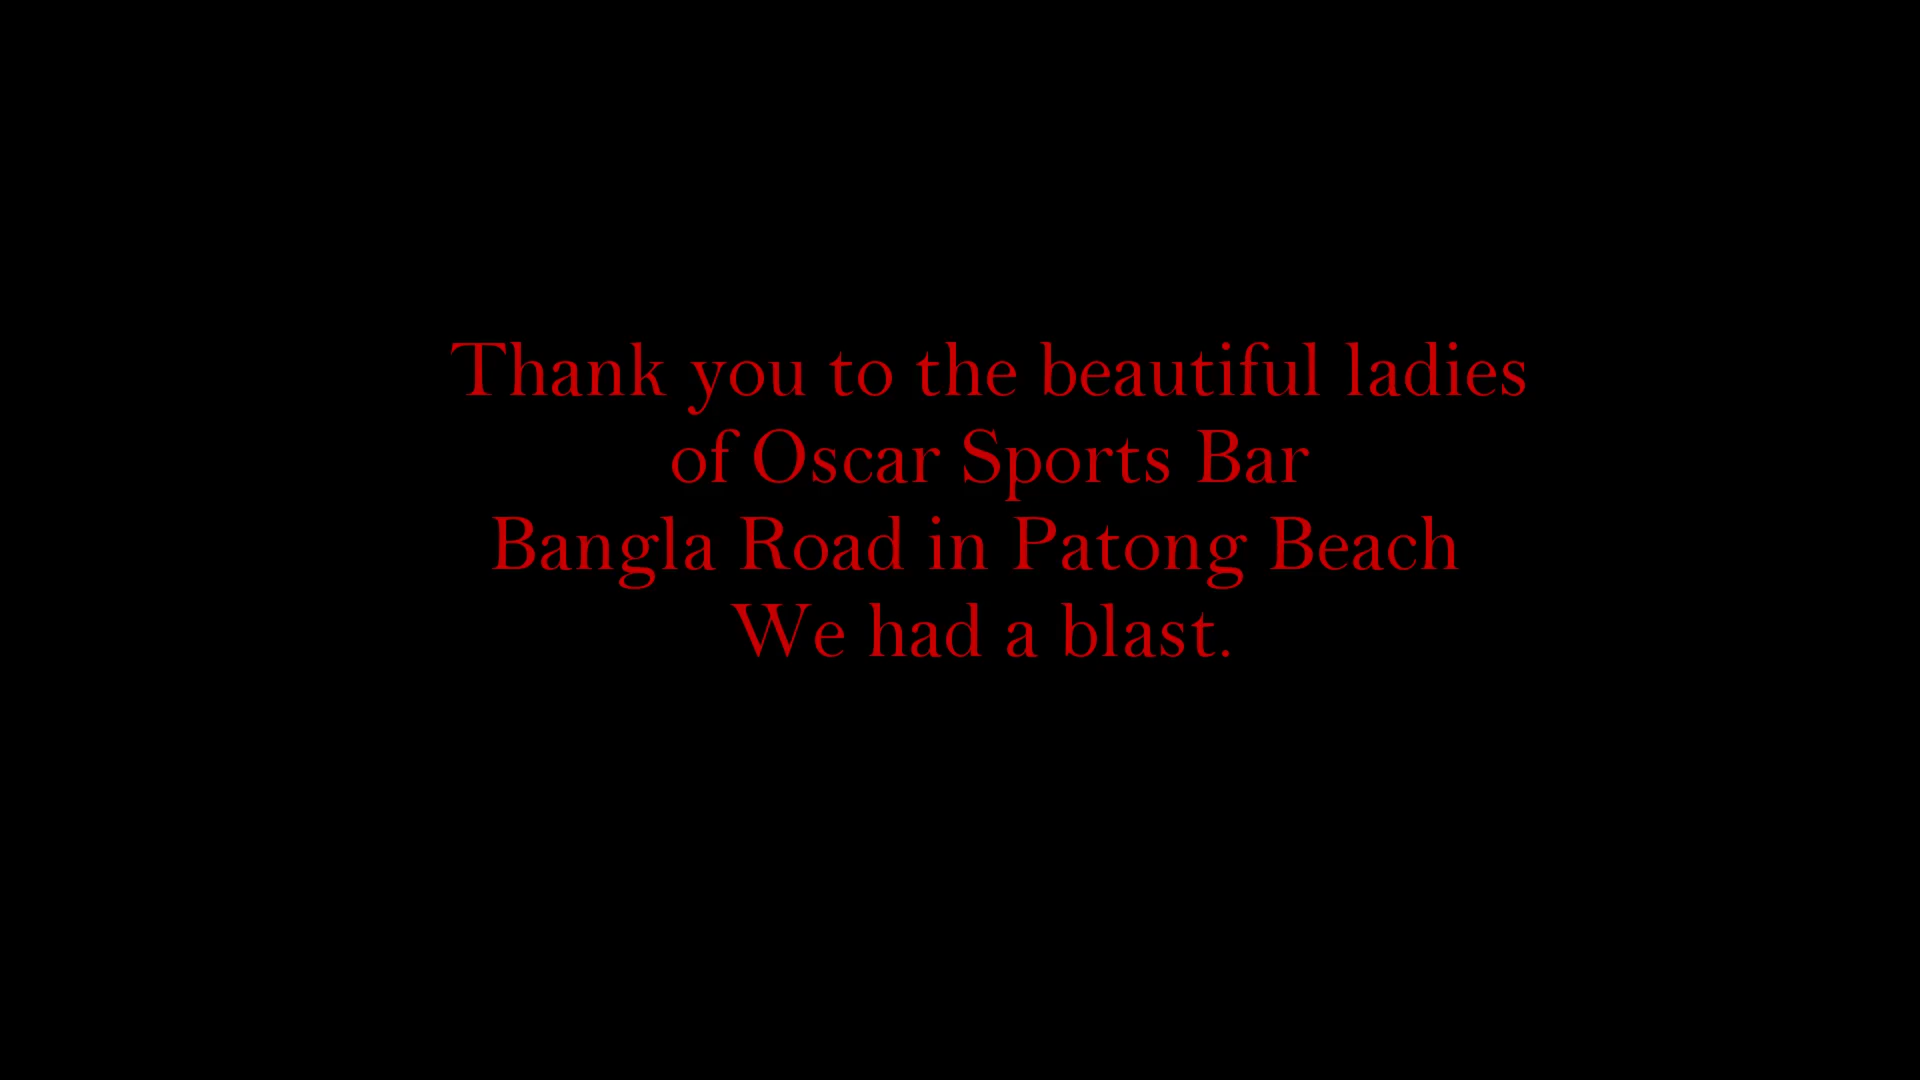 Thank you to the beautiful ladies
of Oscar Sports Bar
Bangla Road in Patong Beach
We had a blast.